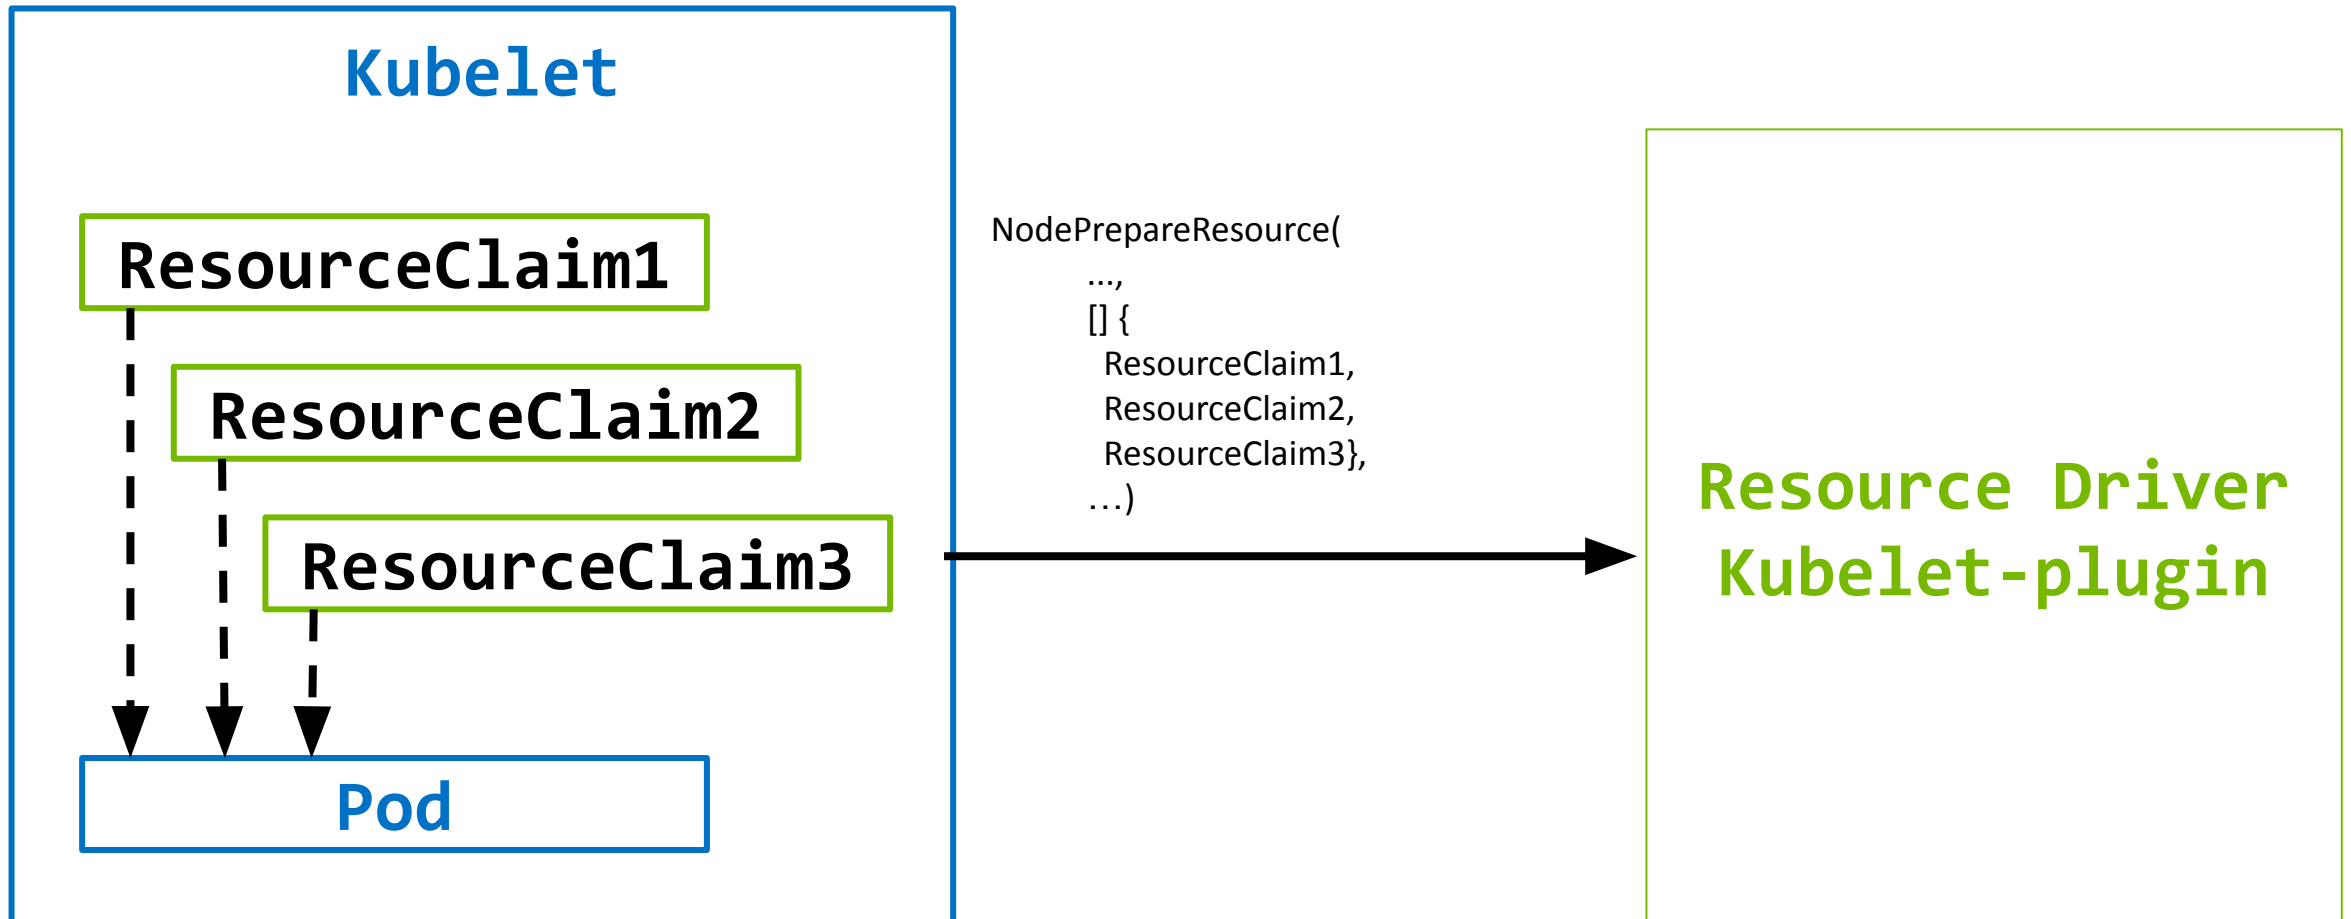 Kubelet
ResourceClaim1
ResourceClaim2
ResourceClaim3
Pod
NodePrepareResource(
...,
[] {
ResourceClaim1,
ResourceClaim2,
ResourceClaim3},
…)
Resource Driver
Kubelet-plugin